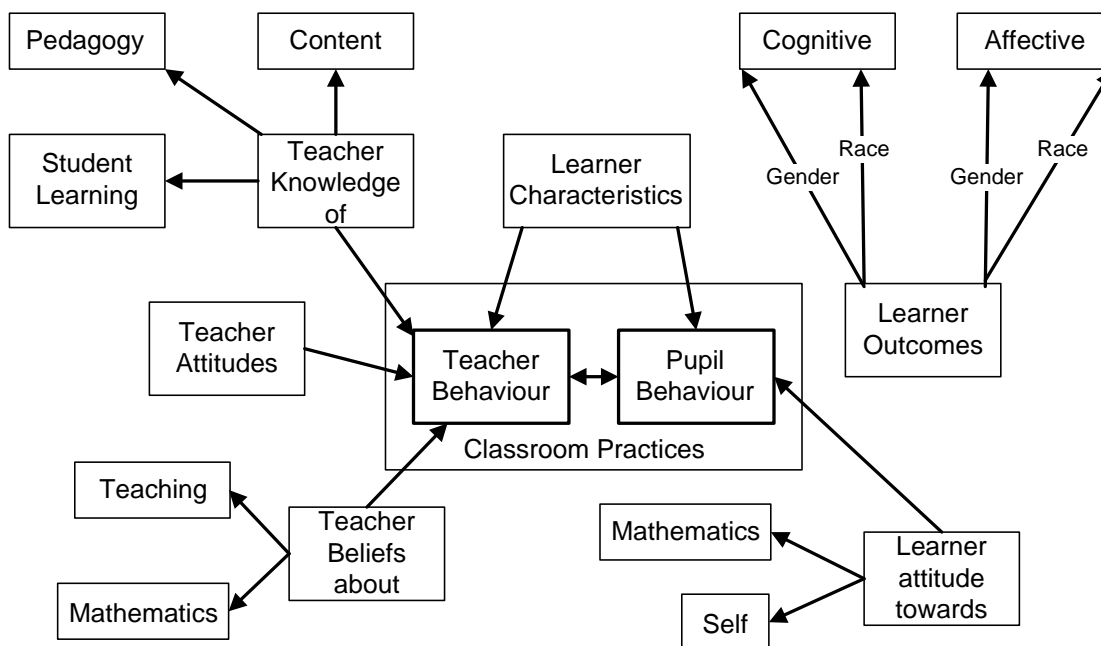 Pedagogy
Content
Cognitive
Affective
Student
Learning
Teacher
Knowledge
of
Learner
Characteristics
Race
Race
Gender
Gender
Teacher
Attitudes
Learner
Outcomes
Teacher
Behaviour
Pupil
Behaviour
Classroom Practices
Teaching
Mathematics
Teacher
Beliefs
about
Mathematics
Self
Learner
attitude
towards